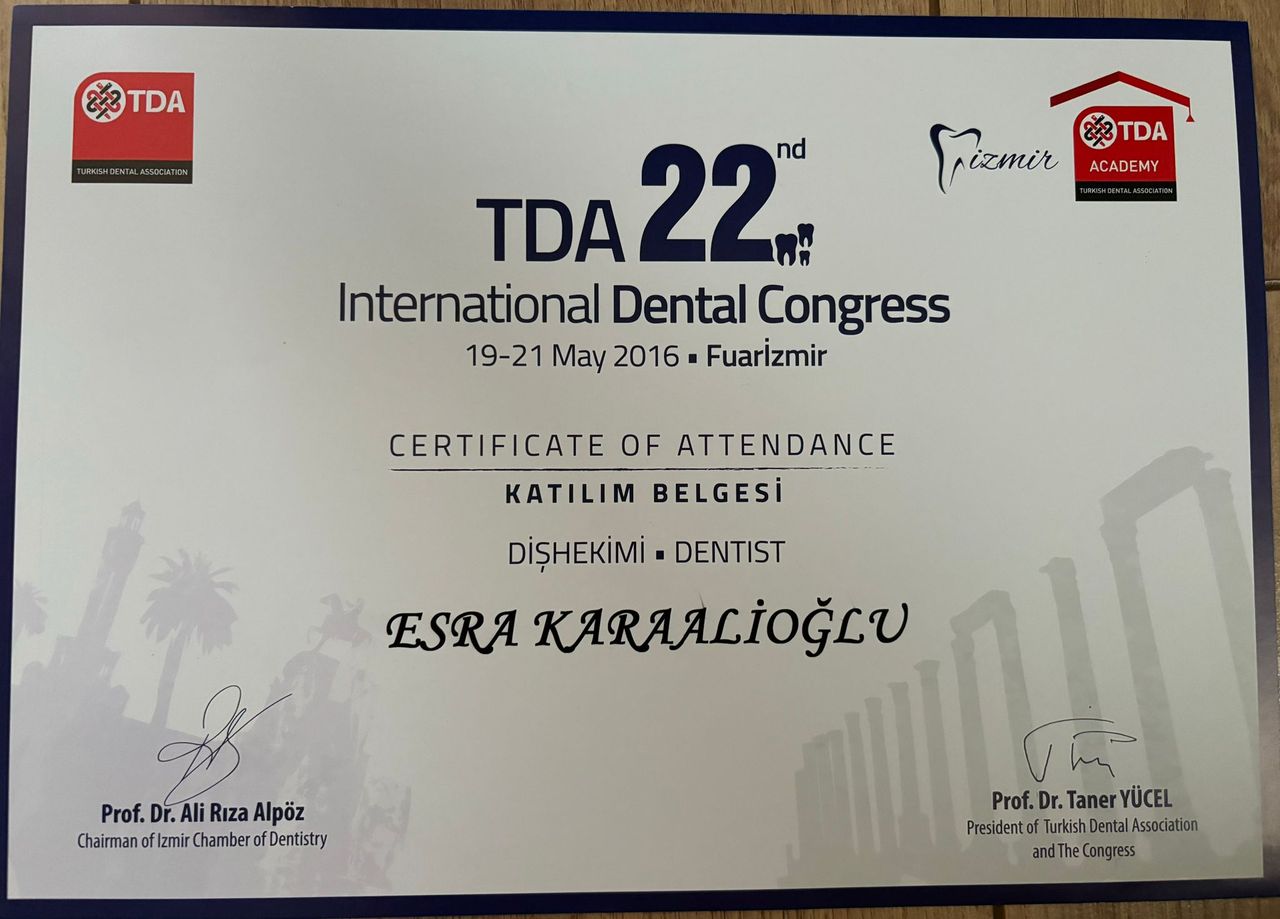 TDA
TURKISH DENTAL ASSOCIATION
izmir
TDA
ACADEMY
TURKISH DENTAL ASSOCIATION
TDA 22nd
International Dental Congress
19-21 May 2016 ▪ Fuarİzmir
CERTIFICATE OF ATTENDANCE
KATILIM BELGESİ
DİŞHEKİMİ ▪ DENTIST
ESRA KARAALİOĞLU
Prof. Dr. Ali Rıza Alpöz
Chairman of Izmir Chamber of Dentistry
Prof. Dr. Taner YÜCEL
President of Turkish Dental Association
and The Congress